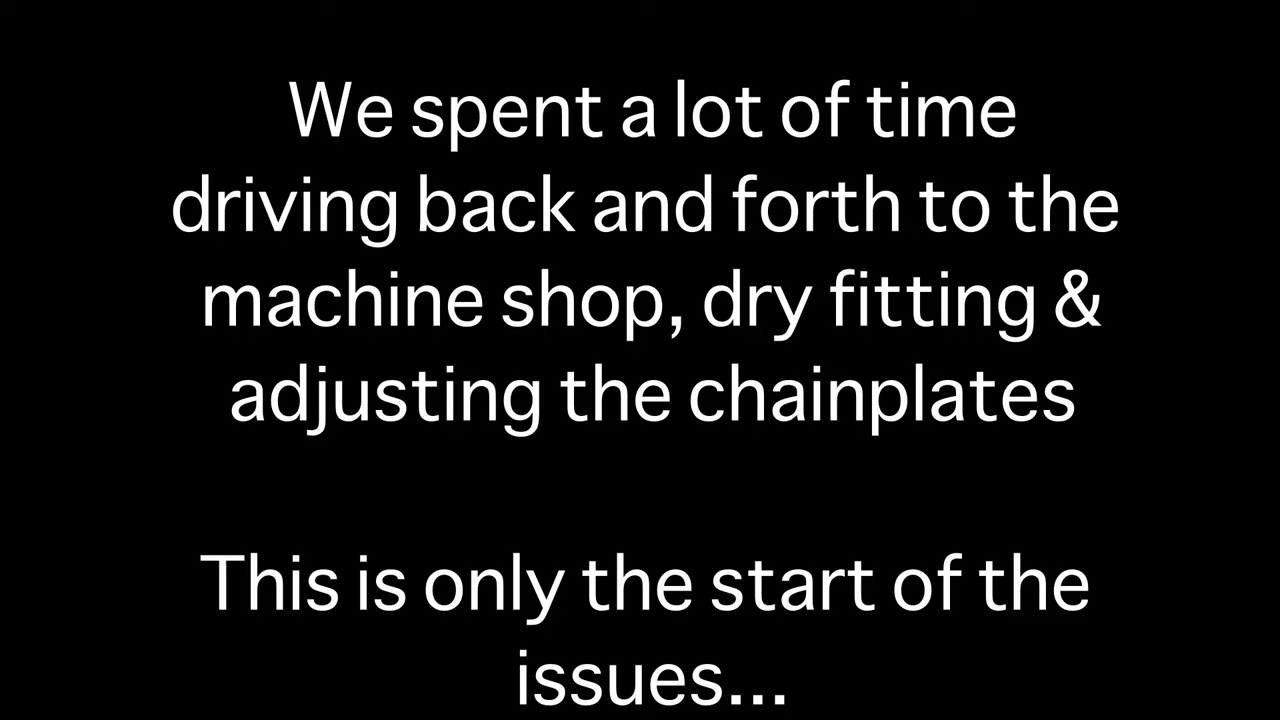 We spent a lot of time
driving back and forth to the
machine shop, dry fitting &
adjusting the chainplates
This is only the start of the
issues...